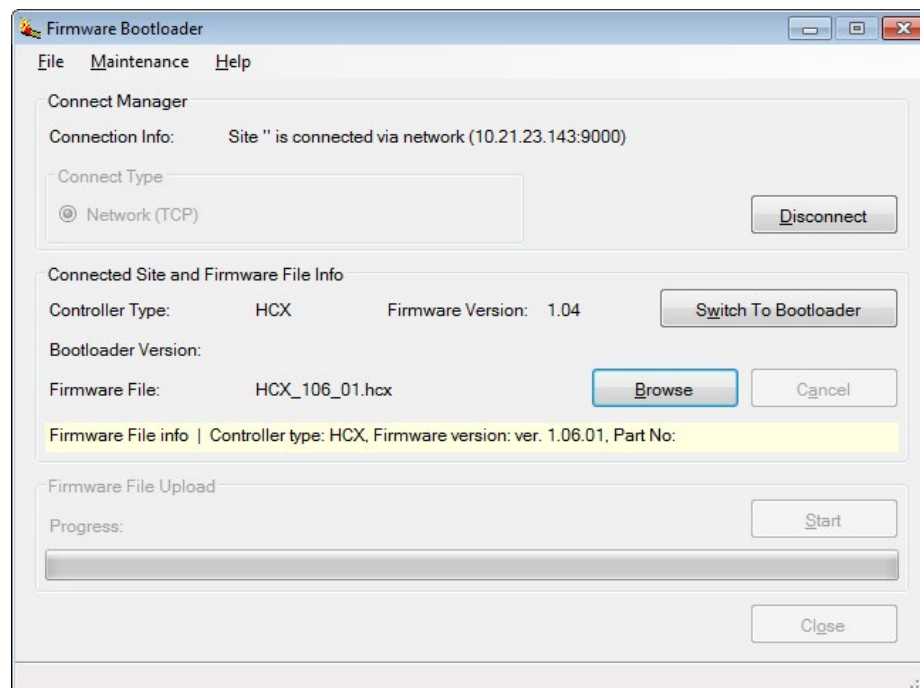 Firmware Bootloader
File Maintenance Help
Connect Manager
Connection Info: Site '' is connected via network (10.21.23.143:9000)
Connect Type
Network (TCP)
Disconnect
Connected Site and Firmware File Info
Controller Type: HCX Firmware Version: 1.04 Switch To Bootloader
Bootloader Version:
Firmware File: HCX_106_01.hcx Browse Cancel
Firmware File info | Controller type: HCX, Firmware version: ver. 1.06.01, Part No:
Firmware File Upload
Start
Progress:
Close